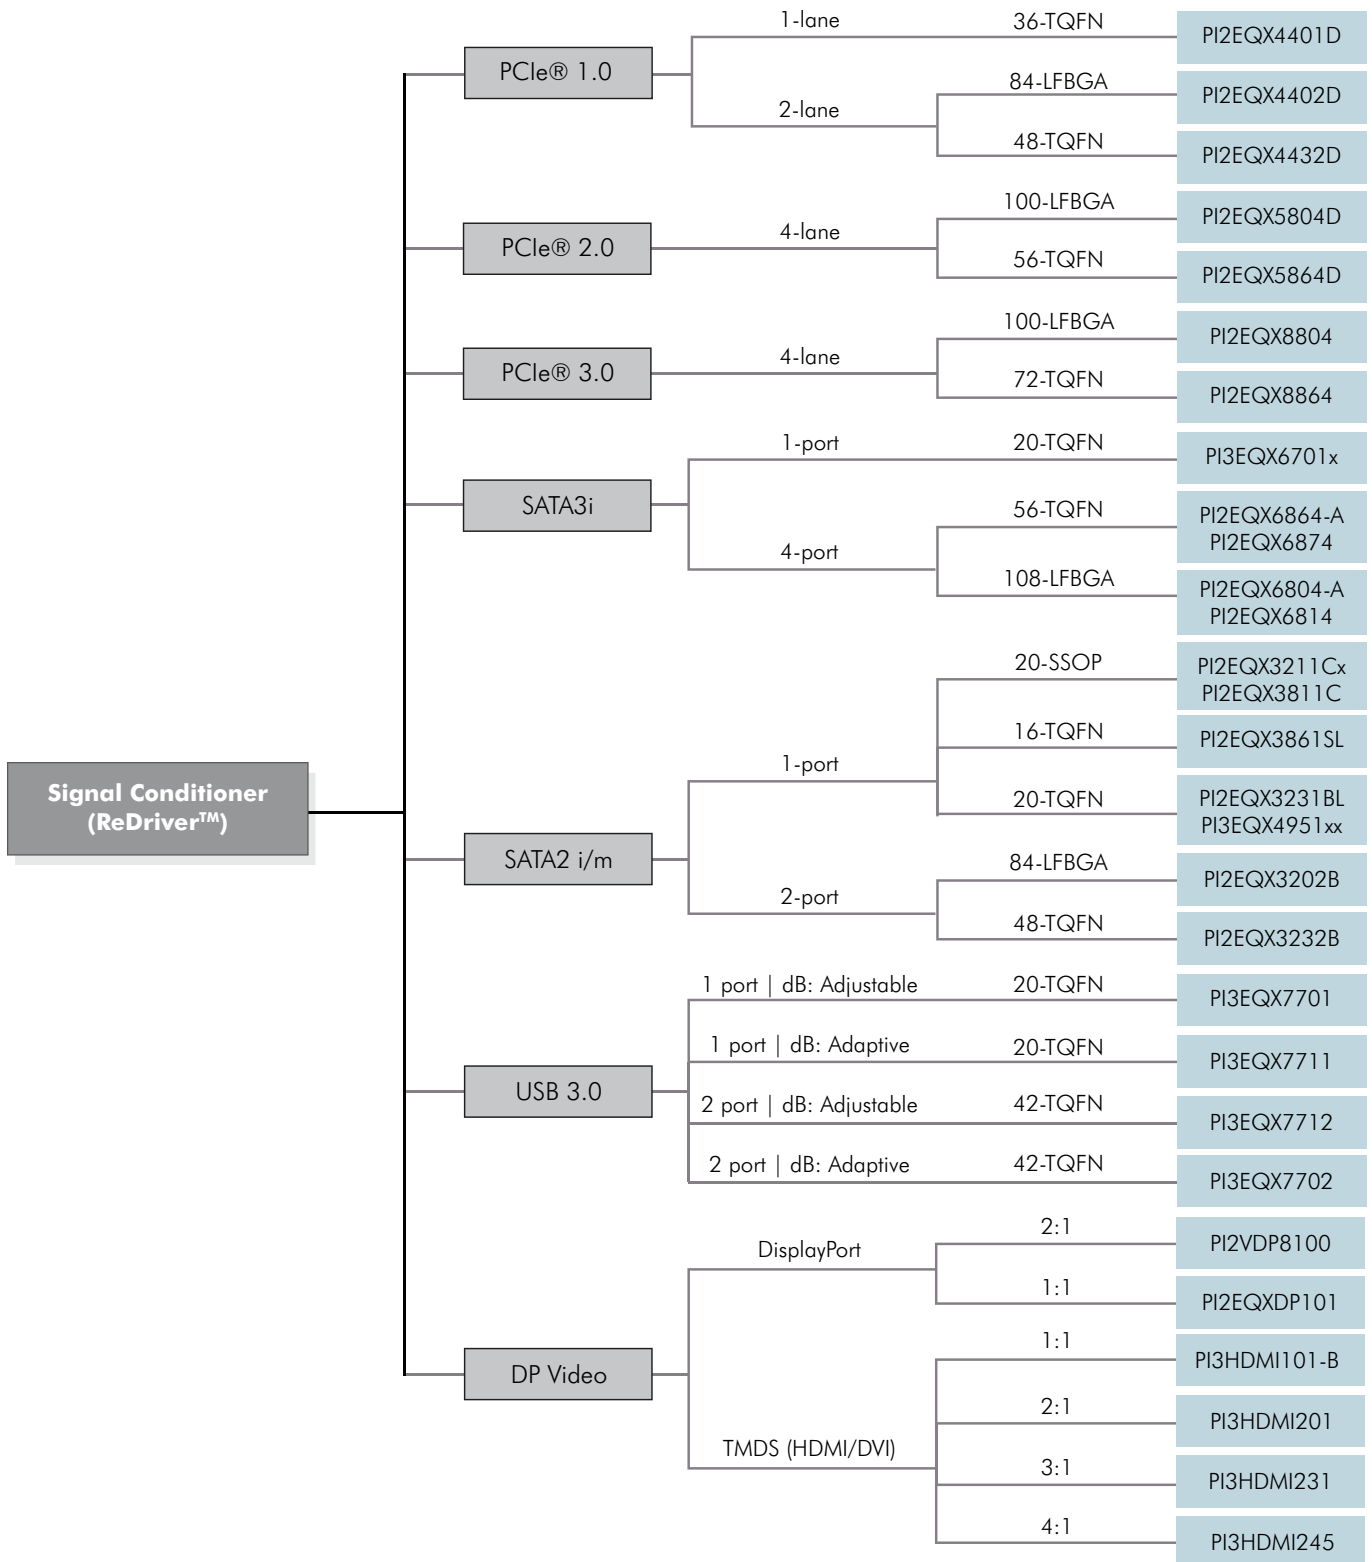 1-lane
36-TQFN
PI2EQX4401D
PCIe® 1.0
84-LFBGA
PI2EQX4402D
2-lane
48-TQFN
PI2EQX4432D
100-LFBGA
PI2EQX5804D
4-lane
PCIe® 2.0
56-TQFN
PI2EQX5864D
100-LFBGA
PI2EQX8804
4-lane
PCIe® 3.0
72-TQFN
PI2EQX8864
1-port
20-TQFN
PI3EQX6701x
SATA3i
56-TQFN
PI2EQX6864-A
PI2EQX6874
4-port
108-LFBGA
PI2EQX6804-A
PI2EQX6814
20-SSOP
PI2EQX3211Cx
PI2EQX3811C
16-TQFN
PI2EQX3861SL
1-port
Signal Conditioner
(ReDriver™)
20-TQFN
PI2EQX3231BL
PI3EQX4951xx
SATA2 i/m
84-LFBGA
PI2EQX3202B
2-port
48-TQFN
PI2EQX3232B
1 port | dB: Adjustable
20-TQFN
PI3EQX7701
1 port | dB: Adaptive
20-TQFN
PI3EQX7711
USB 3.0
2 port | dB: Adjustable
42-TQFN
PI3EQX7712
2 port | dB: Adaptive
42-TQFN
PI3EQX7702
2:1
PI2VDP8100
DisplayPort
1:1
PI2EQXDP101
1:1
PI3HDMI101-B
DP Video
2:1
PI3HDMI201
TMDS (HDMI/DVI)
3:1
PI3HDMI231
4:1
PI3HDMI245